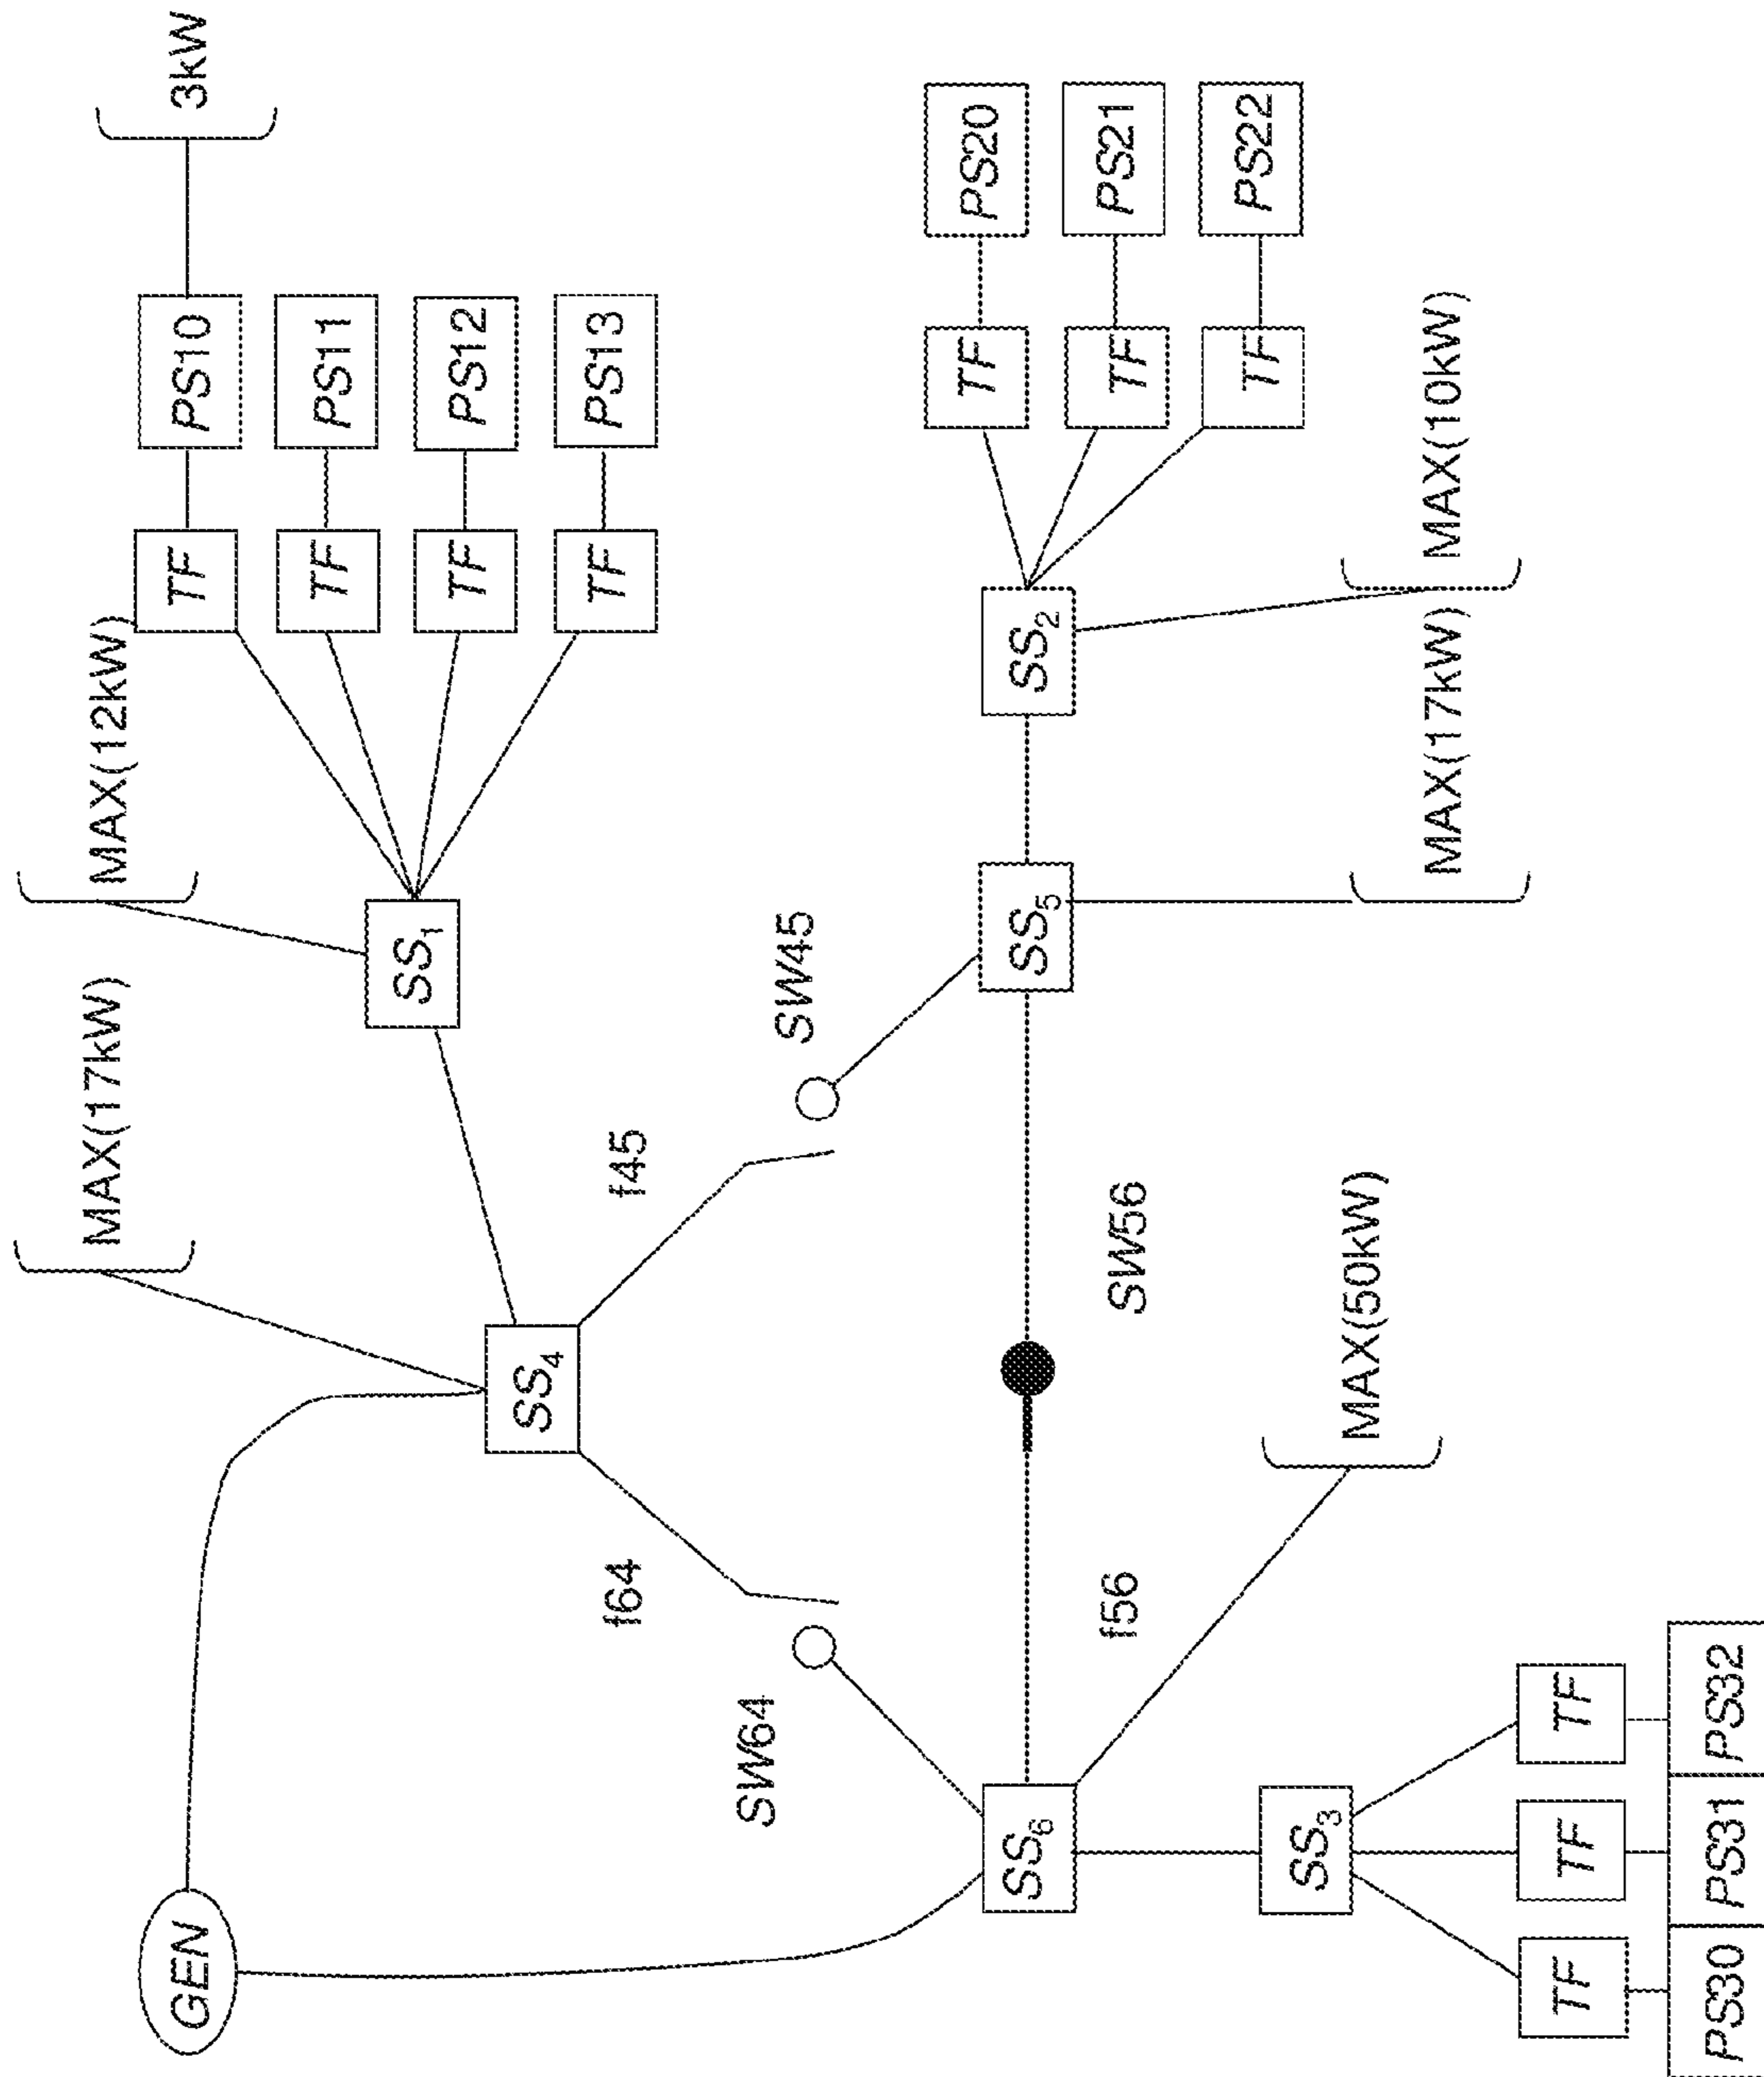 GEN
MAX(17kW)
MAX(12kW)
3kW
SS4
SS1
TF
PS10
TF
PS11
TF
PS12
TF
PS13
f64
f45
SW64
SW45
SS6
SS5
SS2
TF
PS20
TF
PS21
TF
PS22
f56
SW56
MAX(50kW)
MAX(17kW)
MAX(10kW)
SS3
TF
TF
TF
PS30
PS31
PS32